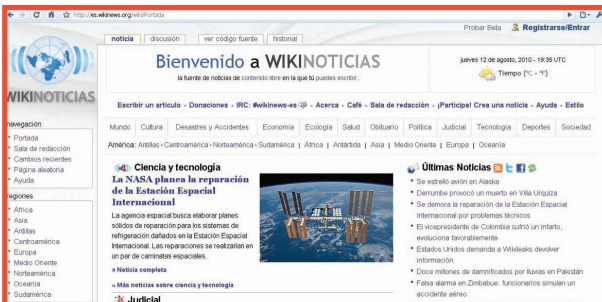 http://es.wikinews.org/wiki/Portada
Probar Beta Registrarse/Entrar
noticia discusión ver código fuente historial
Bienvenido a WIKINOTICIAS
la fuente de noticias de contenido libre en la que tú puedes escribir.
jueves 12 de agosto, 2010 - 19:35 UTC
Tiempo (°C - °F)
WIKINOTICIAS
Escribir un artículo - Donaciones - IRC: #wikinews-es - Acerca - Café - Sala de redacción - ¡Participa! Crea una noticia - Ayuda - Estilo
Mundo Cultura Desastres y Accidentes Economía Ecología Salud Obituario Política Judicial Tecnología Deportes Sociedad
América: Antillas • Centroamérica • Norteamérica • Sudamérica | África | Antártida | Asia | Medio Oriente | Europa | Oceanía
navegación
Portada
Sala de redacción
Cambios recientes
Página aleatoria
Ayuda
regiones
África
Asia
Antillas
Centroamérica
Europa
Medio Oriente
Norteamérica
Oceanía
Sudamérica
Ciencia y tecnología
La NASA planea la reparación
de la Estación Espacial
Internacional
La agencia espacial busca elaborar planes
sólidos de reparación para los sistemas de
refrigeración dañados en la Estación Espacial
Internacional. Las reparaciones se realizarían en
un par de caminatas espaciales.
» Noticia completa
» Más noticias sobre ciencia y tecnología
Judicial
Últimas Noticias
Se estrelló avión en Alaska
Derrumbe provocó un muerto en Villa Urquiza
Se demora la reparación de la Estación Espacial
Internacional por problemas técnicos
El vicepresidente de Colombia sufrió un infarto,
evoluciona favorablemente
Estados Unidos demanda a Wikileaks devolver
información
Doce millones de damnificados por lluvias en Pakistán
Falsa alarma en Zimbabue: funcionarios simulan un
accidente aéreo